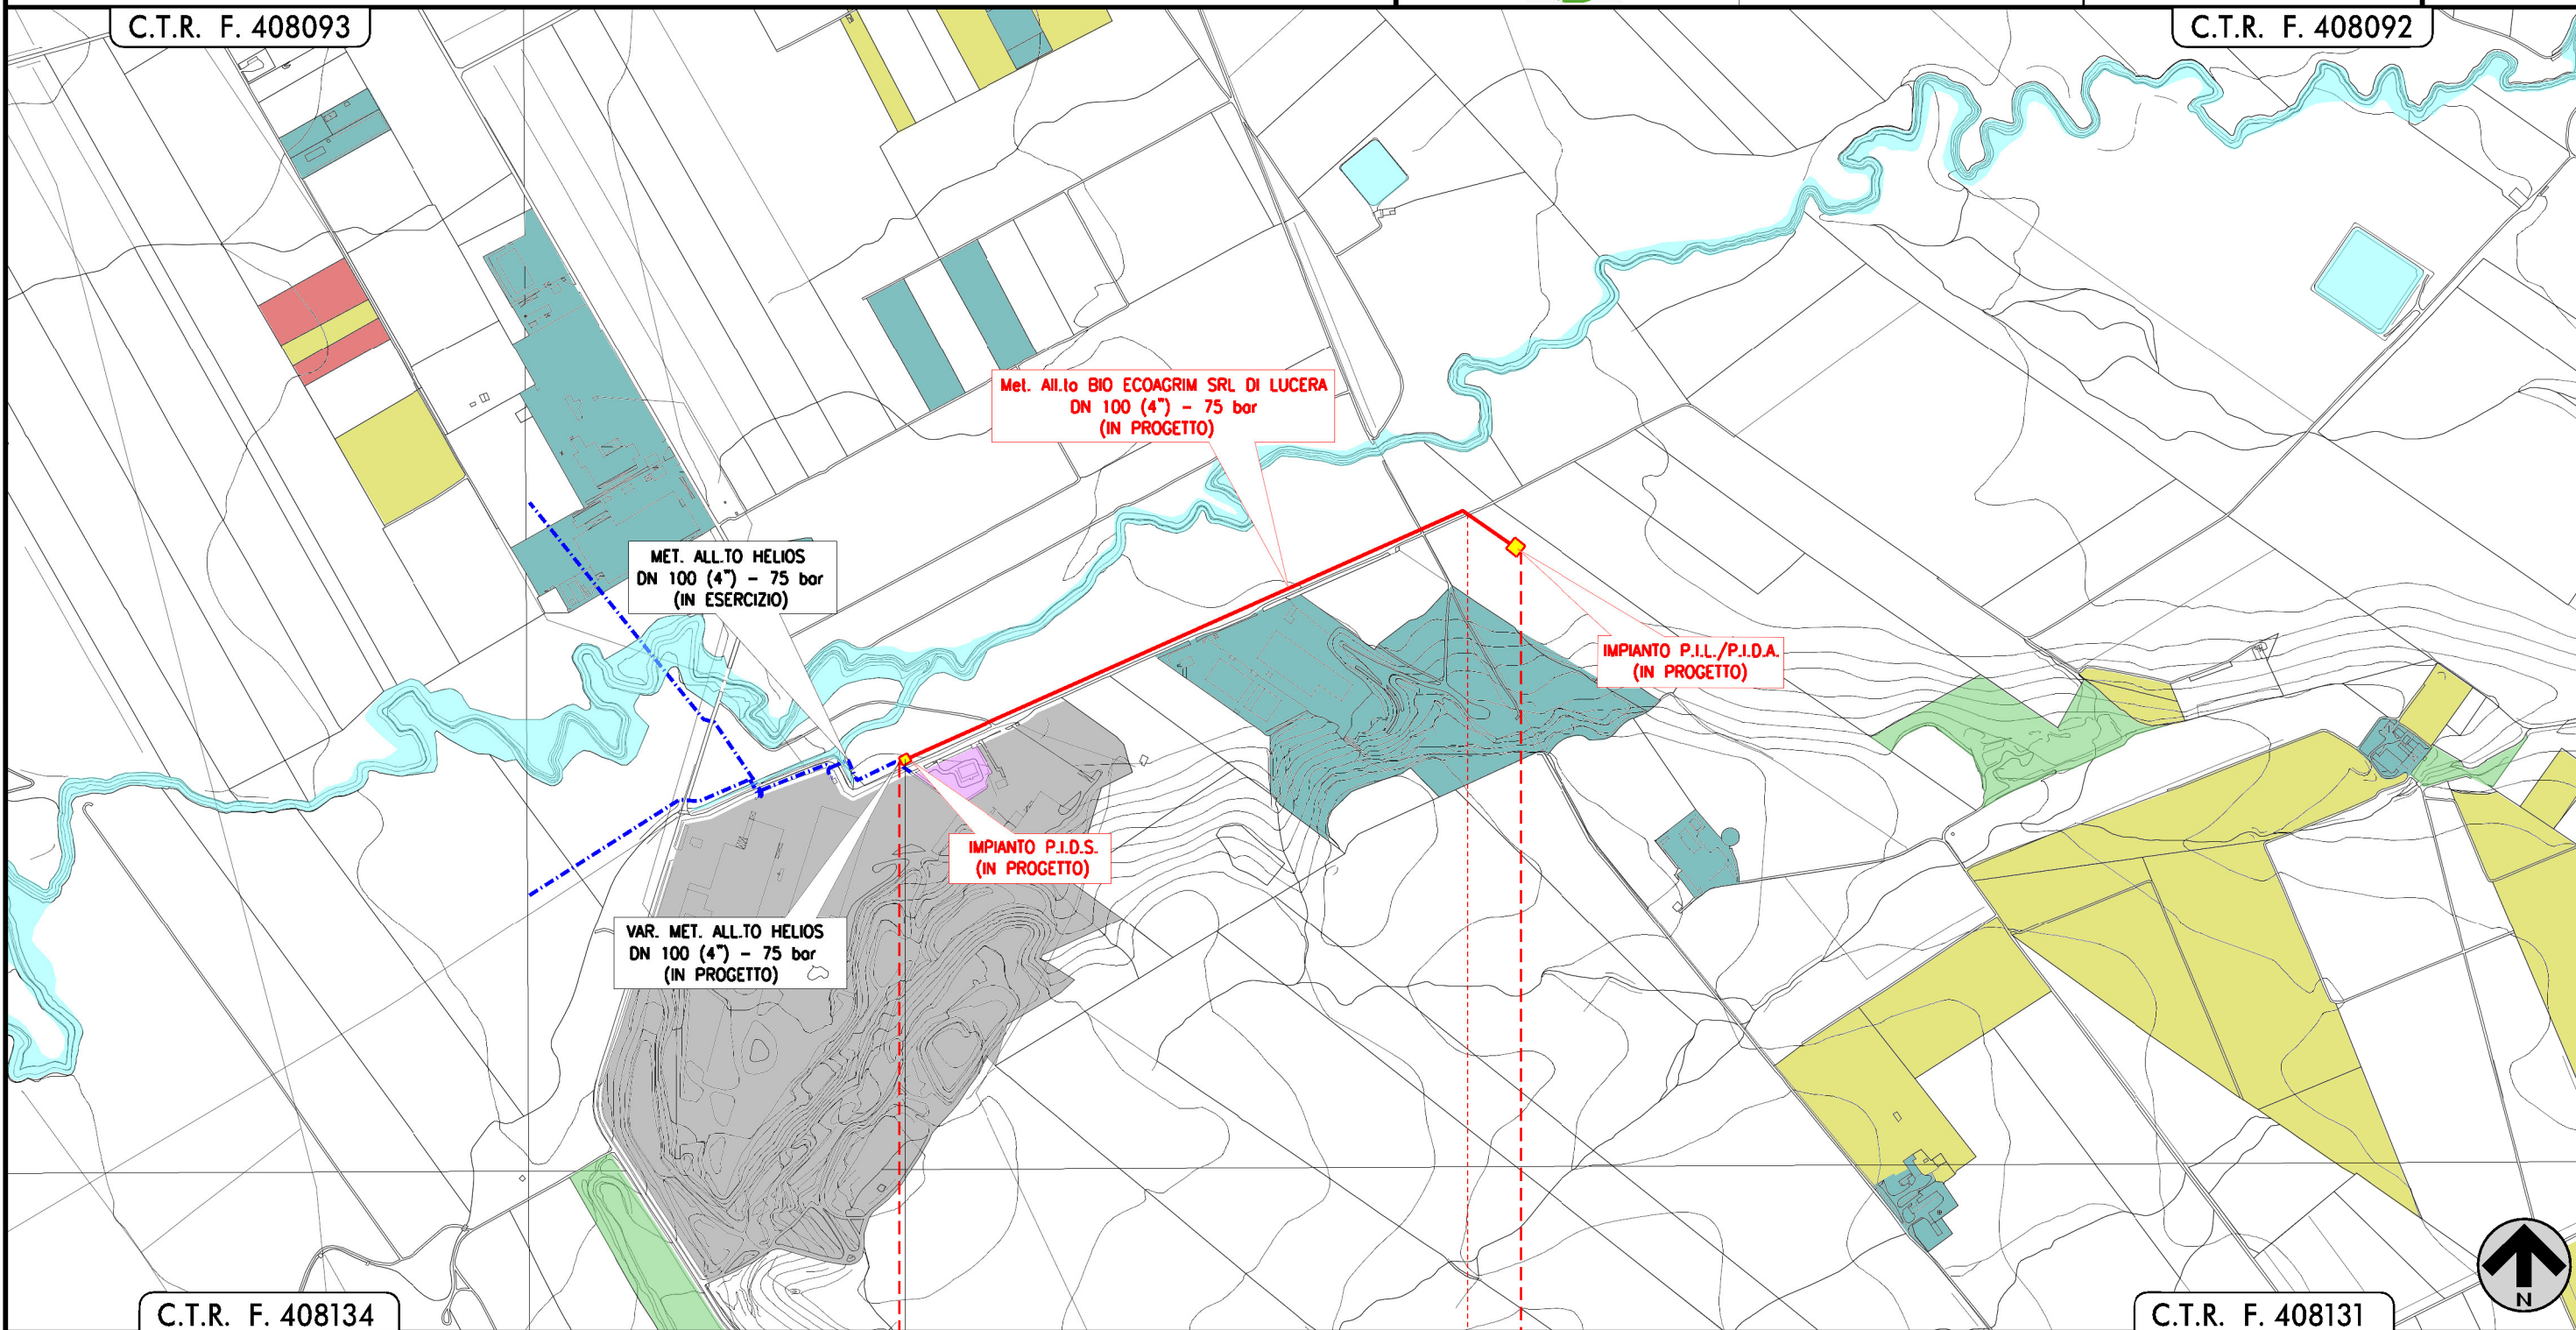 C.T.R. F. 408093
C.T.R. F. 408092
Met. All.to BIO ECOAGRIM SRL DI LUCERA
DN 100 (4") - 75 bar
(IN PROGETTO)
MET. ALL.TO HELIOS
DN 100 (4") - 75 bar
(IN ESERCIZIO)
IMPIANTO P.I.L./P.I.D.A.
(IN PROGETTO)
IMPIANTO P.I.D.S.
(IN PROGETTO)
VAR. MET. ALL.TO HELIOS
DN 100 (4") - 75 bar
(IN PROGETTO)
C.T.R. F. 408134
C.T.R. F. 408131
N